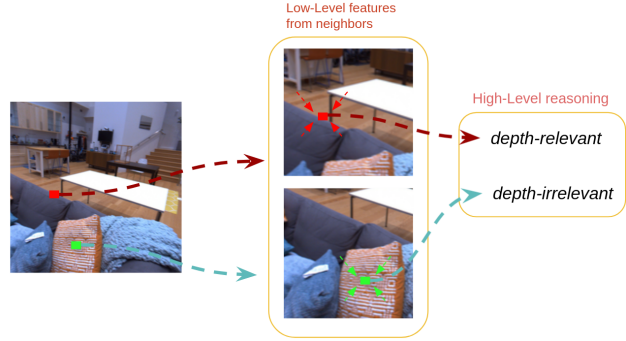 Low-Level features
from neighbors
High-Level reasoning
depth-relevant
depth-irrelevant